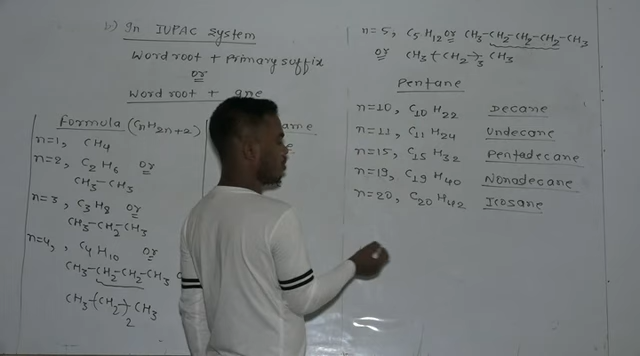 b) In IUPAC System
Word root + primary suffix
or
Word root + ane
Formula (CnH2n+2)
n=1, CH4
n=2, C2H6 or
CH3-CH3
n=3, C3H8 or
CH3-CH2-CH3
n=4, C4H10 or
CH3-CH2-CH2-CH3
CH3-(CH2)2-CH3
n=5, C5H12 or CH3-CH2-CH2-CH2-CH3
or CH3-(CH2)3-CH3
Pentane
n=10, C10H22 Decane
n=11, C11H24 Undecane
n=15, C15H32 Pentadecane
n=19, C19H40 Nonadecane
n=20, C20H42 Icosane